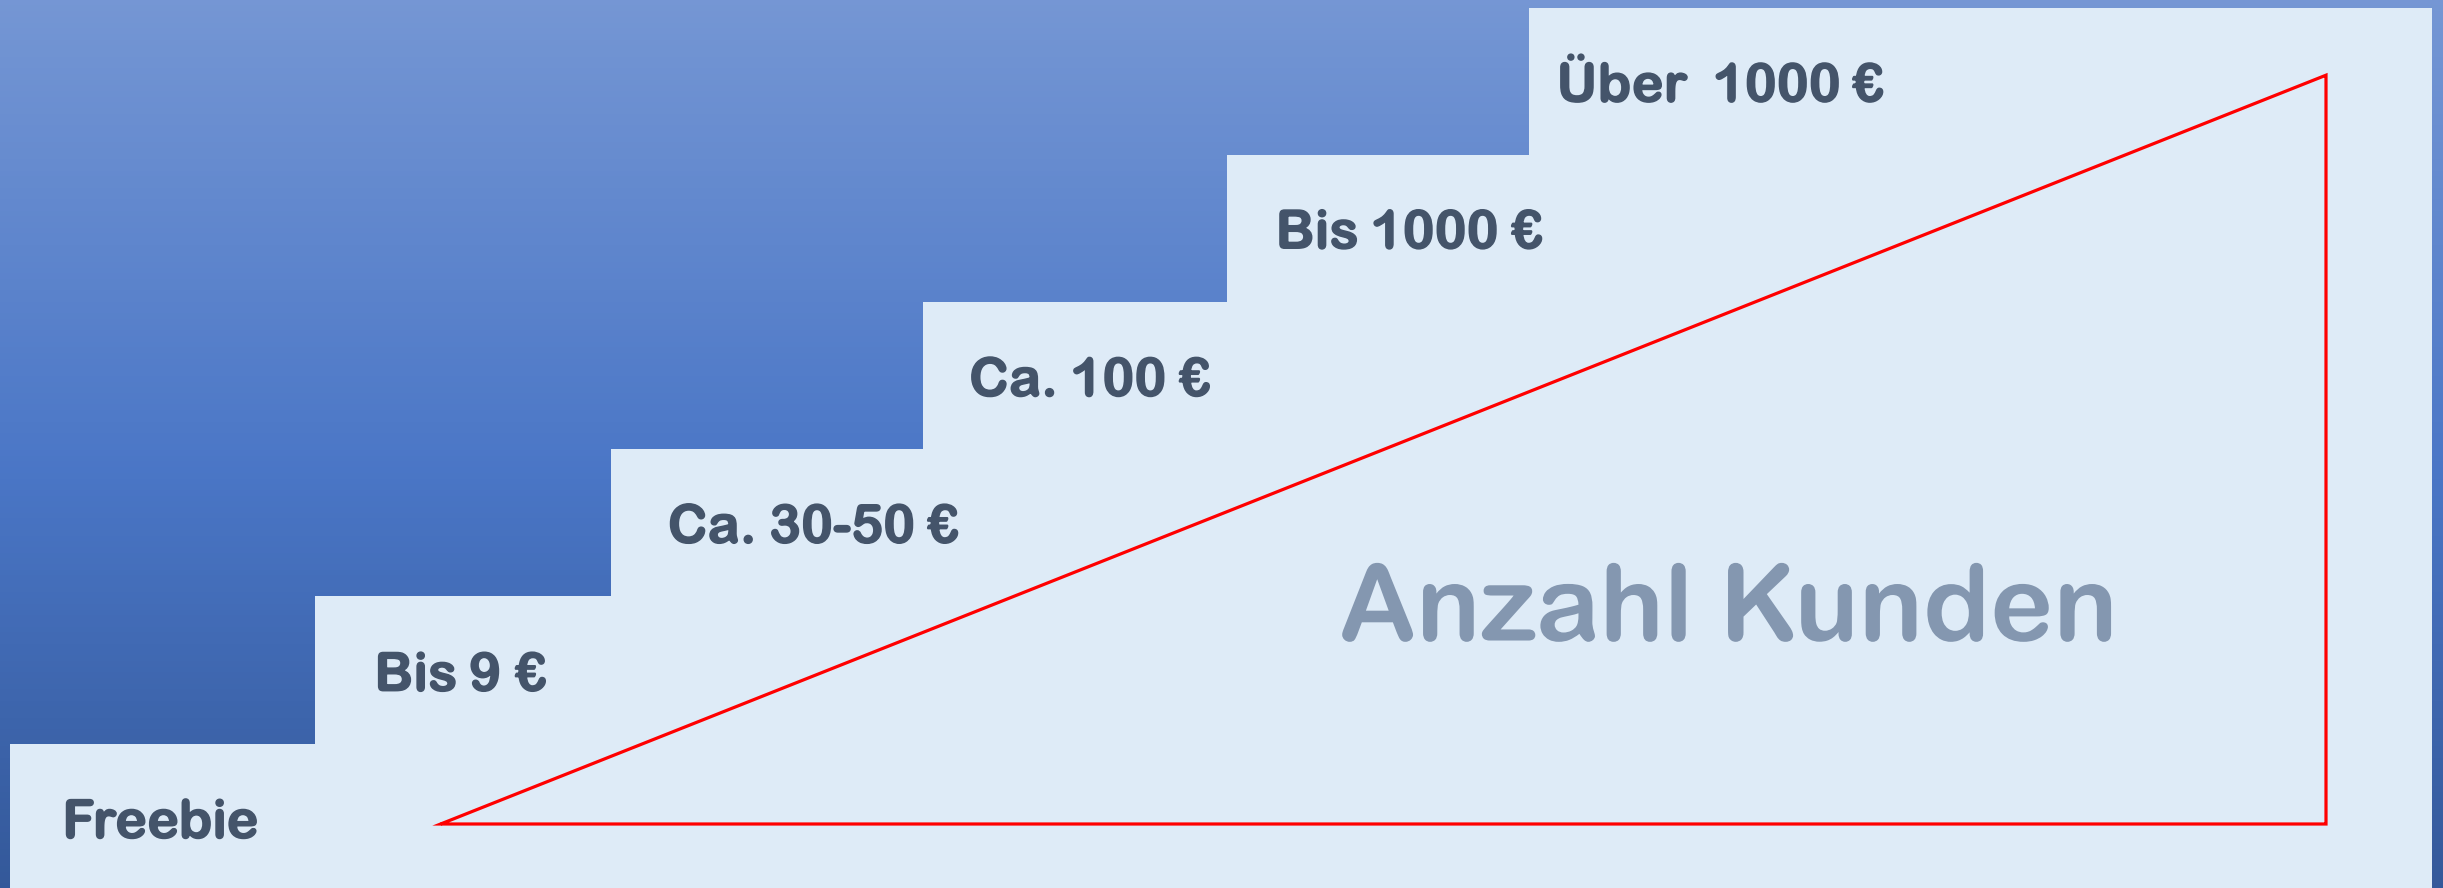 Über 1000 €
Bis 1000 €
Ca. 100 €
Ca. 30-50 €
Anzahl Kunden
Bis 9 €
Freebie